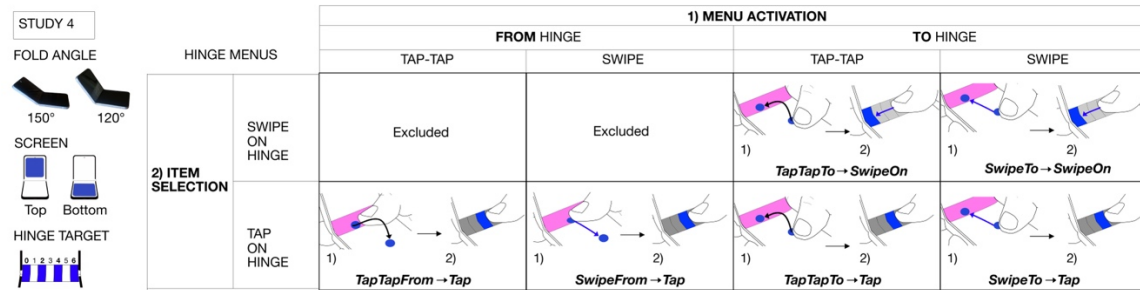 STUDY 4
FOLD ANGLE
150°
120°
SCREEN
Top
Bottom
HINGE TARGET
0 1 2 3 4 5 6
HINGE MENUS
1) MENU ACTIVATION
FROM HINGE
TO HINGE
TAP-TAP
SWIPE
TAP-TAP
SWIPE
2) ITEM
SELECTION
SWIPE
ON
HINGE
Excluded
Excluded
1)
2)
TapTapTo→SwipeOn
1)
2)
SwipeTo→SwipeOn
TAP
ON
HINGE
1)
2)
TapTapFrom→Tap
1)
2)
SwipeFrom→Tap
1)
2)
TapTapTo→Tap
1)
2)
SwipeTo→Tap